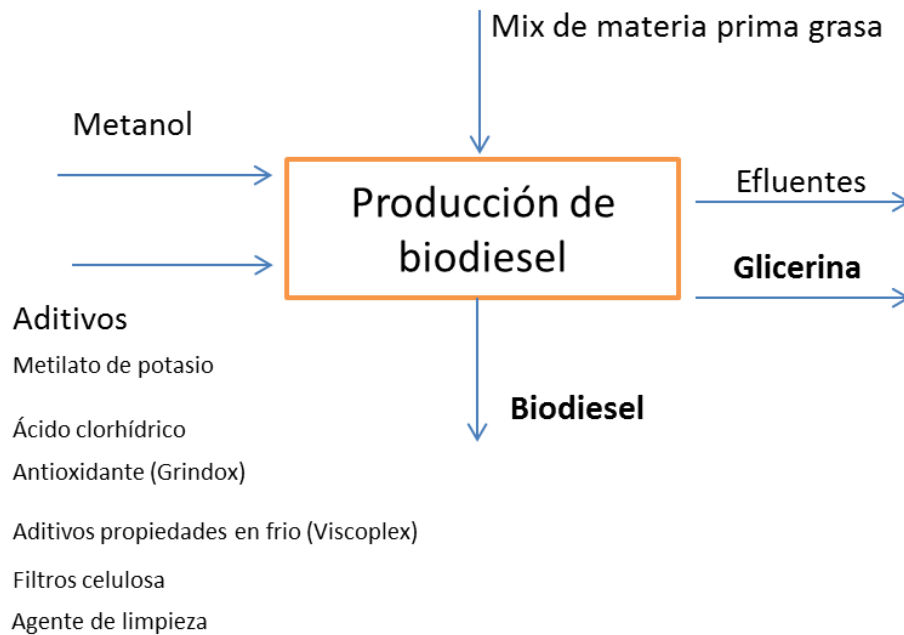 Mix de materia prima grasa
Metanol
Producción de
biodiesel
Efluentes
Glicerina
Aditivos
Metilato de potasio
Ácido clorhídrico
Antioxidante (Grindox)
Aditivos propiedades en frio (Viscoplex)
Filtros celulosa
Agente de limpieza
Biodiesel